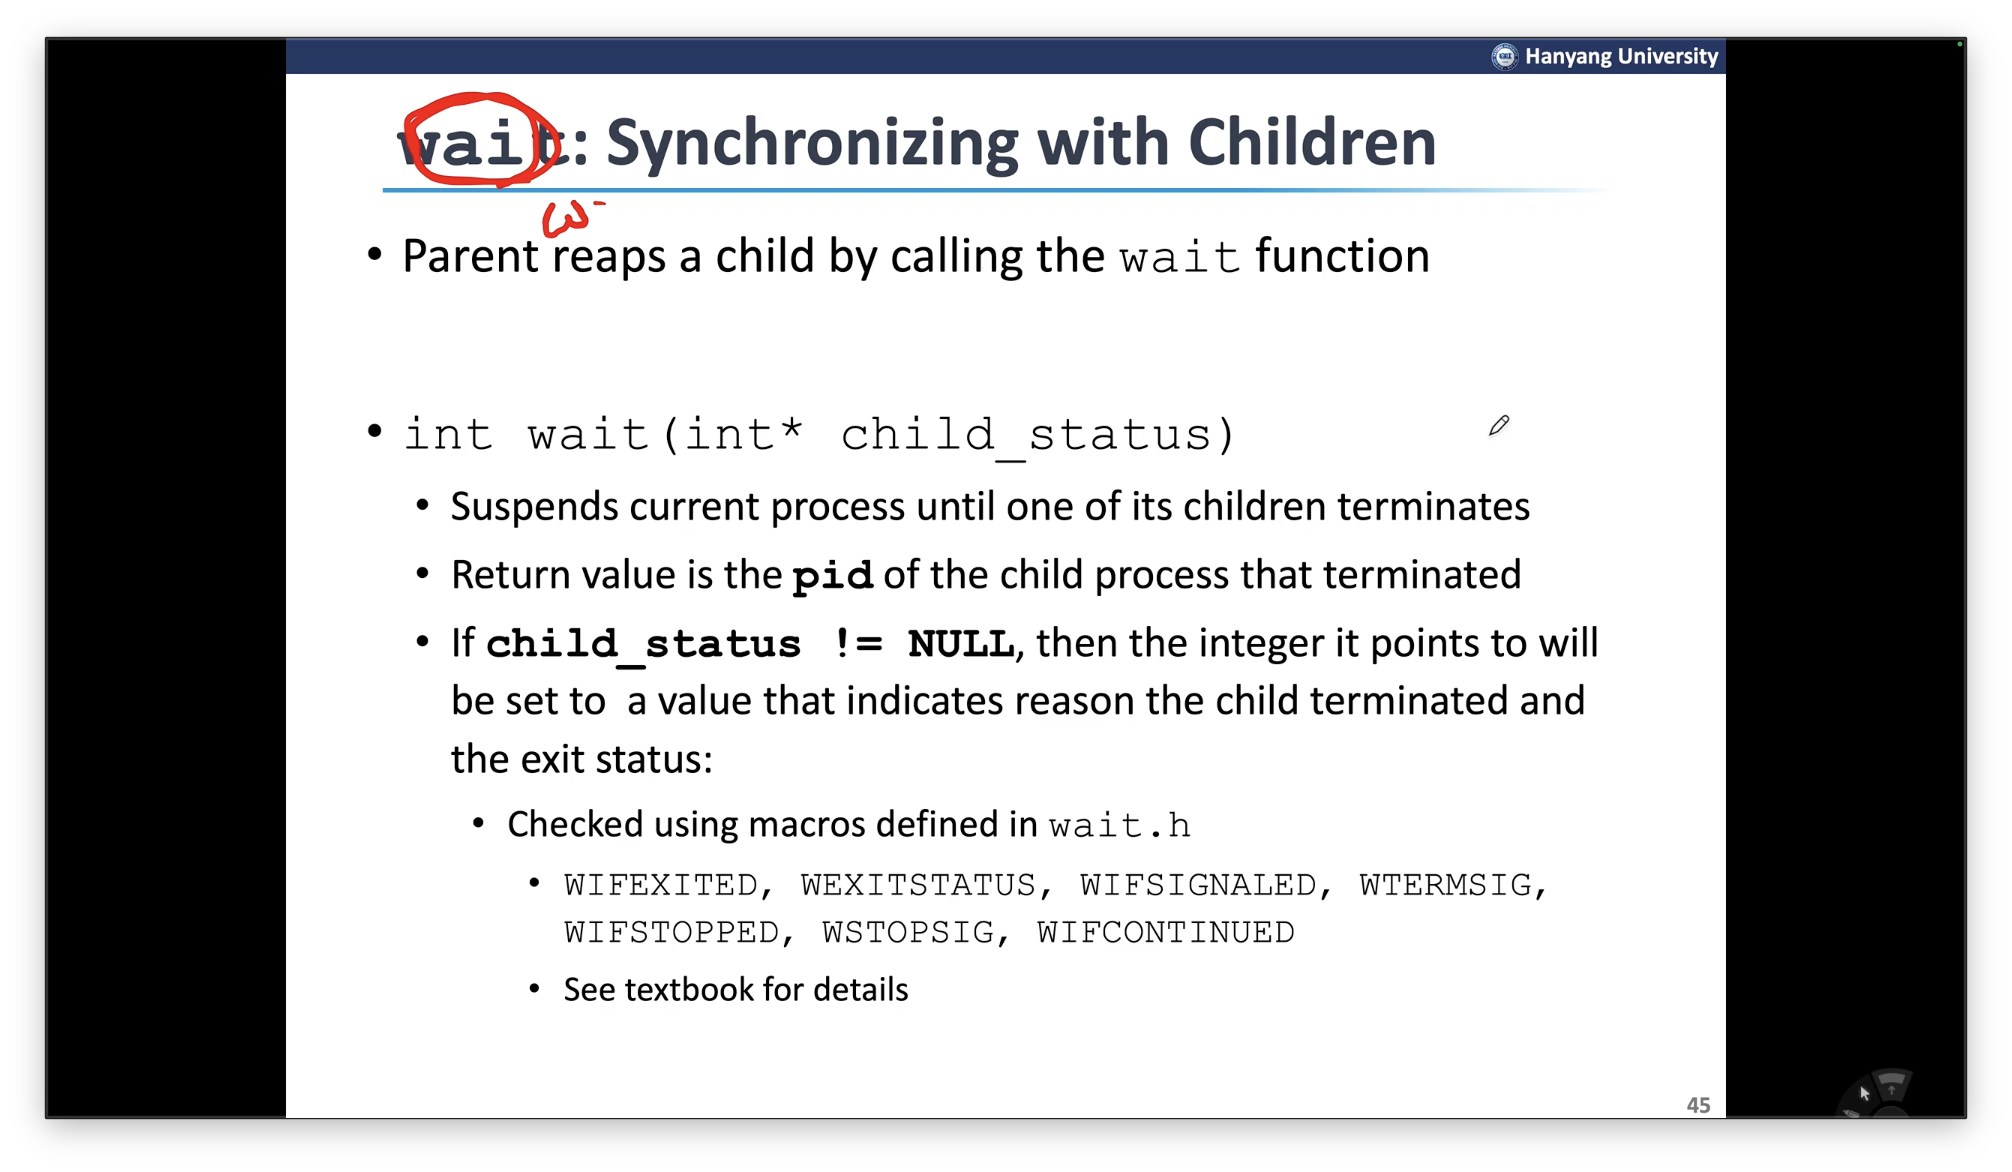 Hanyang University
wait: Synchronizing with Children
• Parent reaps a child by calling the wait function
• int wait(int* child_status)
• Suspends current process until one of its children terminates
• Return value is the pid of the child process that terminated
• If child_status != NULL, then the integer it points to will
be set to a value that indicates reason the child terminated and
the exit status:
• Checked using macros defined in wait.h
• WIFEXITED, WEXITSTATUS, WIFSIGNALED, WTERMSIG,
WIFSTOPPED, WSTOPSIG, WIFCONTINUED
• See textbook for details
45